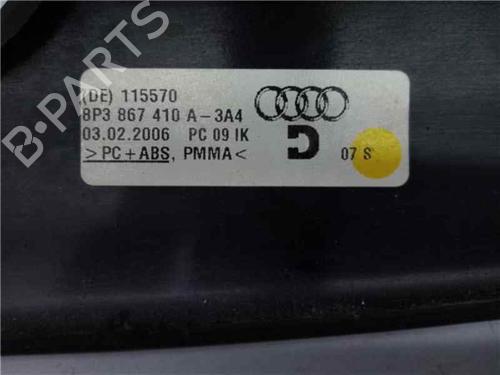 B-PARTS
(DE) 115570
8P3 867 410 A-3A4
03.02.2006 PC 09 IK
>PC+ABS, PMMA<
07 S